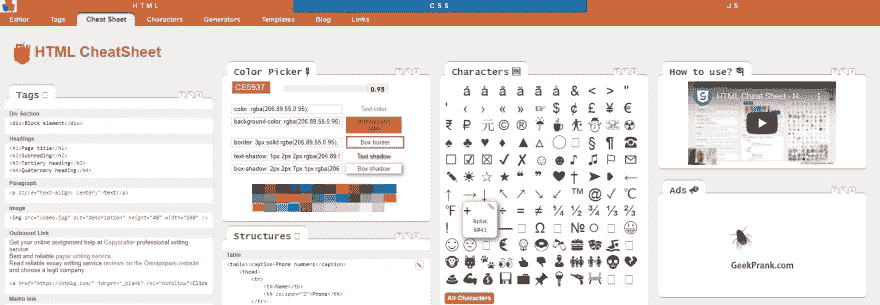 HTML
CSS
JS
Editor Tags Cheat Sheet Characters Generators Templates Blog Links
HTML CheatSheet
Tags
Div Section
<div>Block element</div>
Headings
<h1>Page title</h1>
<h2>Subheading</h2>
<h3>Tertiary heading</h3>
<h4>Quaternary heading</h4>
Paragraph
<p style="text-align: center;">text</p>
Image
<img src="/demo.jpg" alt="description" height="48" width="100" />
Outbound Link
Get your online assignment help at Copycrafter professional writing
service.
Best and reliable paper writing service.
Read reliable essay writing service reviews on the Omnipapers website
and choose a legit company
<a href="https://htmlg.com/" target="_blank" rel="nofollow">Click
Mailto link
Color Picker
CE5937
0.95
color: rgba(206,89,55,0.95);
Text color
background-color: rgba(206,89,55,0.95);
border: 3px solid rgba(206,89,55,0.95);
Box border
text-shadow: 1px 2px 2px rgba(206,89,
Text shadow
box-shadow: 2px 2px 7px 1px rgba(206
Box shadow
Structures
Table
<table><caption>Phone numbers</caption>
<thead>
<tr>
<th>Name</th>
<th colspan="2">Phone</th>
</tr>
Characters
á à â ä ã å & < > "
' ‹ › « » $ ¢ £ ¥ €
₹ ₽ 元 © ®
☐ ☑ ☒ ✓ ✗
↑ → ↓ ™ @ ✓ ℃
℉ + ÷ = ≠ ½ ¼ ¾ ⅓ ⅔
&plus;
&#43;
All Characters
How to use?
HTML Cheat Sheet - H
Ads
GeekPrank.com